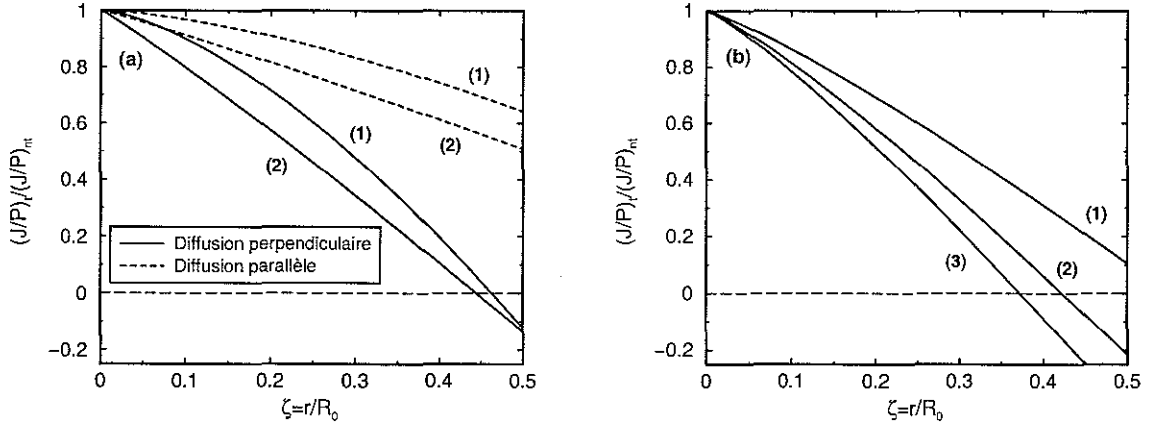 (a)
(1)
(2)
(1)
(2)
Diffusion perpendiculaire
Diffusion parallèle
1
0.8
0.6
0.4
0.2
0
−0.2
(J/P)t/(J/P)nt
0 0.1 0.2 0.3 0.4 0.5
ζ=r/R0
(b)
(1)
(2)
(3)
1
0.8
0.6
0.4
0.2
0
−0.2
(J/P)t/(J/P)nt
0 0.1 0.2 0.3 0.4 0.5
ζ=r/R0